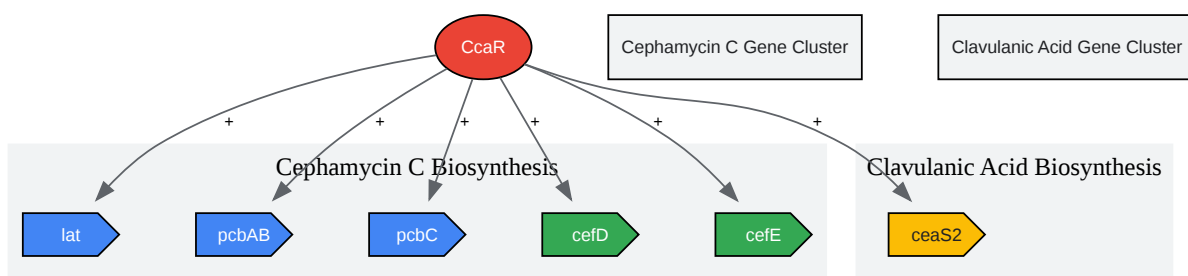 CcaR
Cephamycin C Gene Cluster
Clavulanic Acid Gene Cluster
+ + + + + +
Cephamycin C Biosynthesis
Clavulanic Acid Biosynthesis
lat
pcbAB
pcbC
cefD
cefE
ceaS2